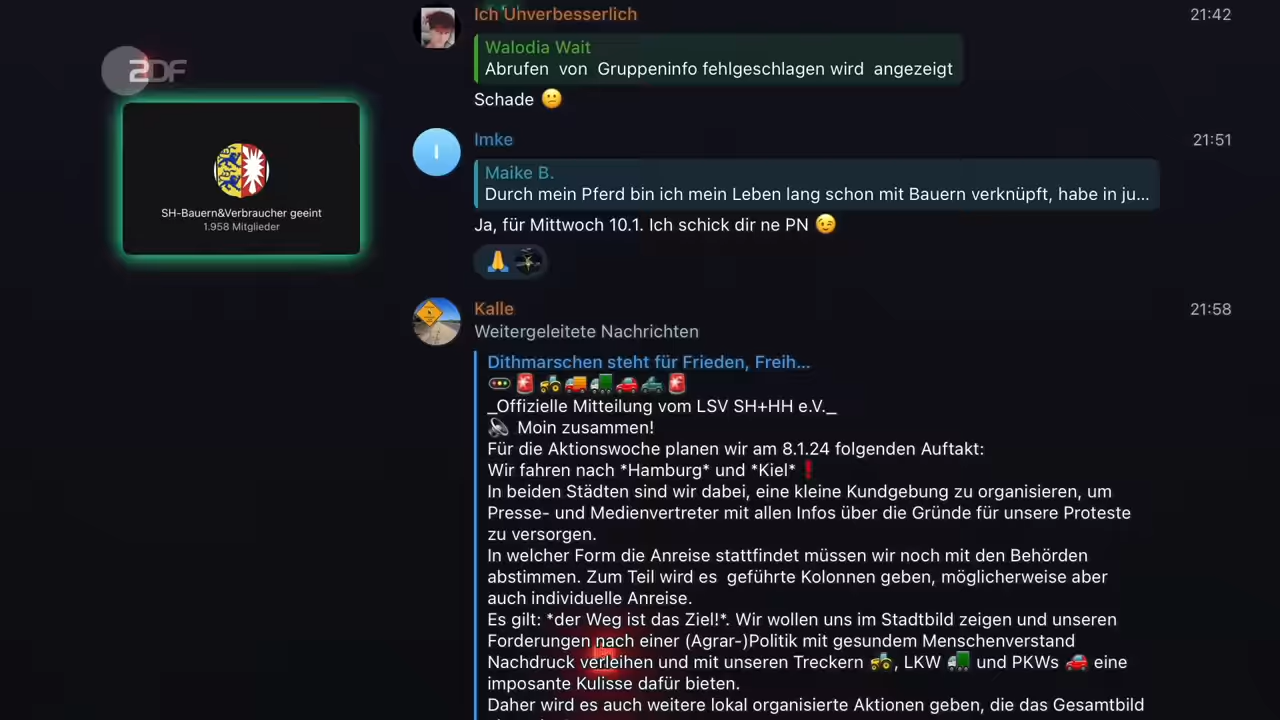 ZDF
SH-Bauern&Verbraucher geeint
1.958 Mitglieder
Ich Unverbesserlich
21:42
Walodia Wait
Abrufen von Gruppeninfo fehlgeschlagen wird angezeigt
Schade 😕
I
Imke
21:51
Maike B.
Durch mein Pferd bin ich mein Leben lang schon mit Bauern verknüpft, habe in ju...
Ja, für Mittwoch 10.1. Ich schick dir ne PN 😉
Kalle
21:58
Weitergeleitete Nachrichten
Dithmarschen steht für Frieden, Freih...
_Offizielle Mitteilung vom LSV SH+HH e.V._
🔊 Moin zusammen!
Für die Aktionswoche planen wir am 8.1.24 folgenden Auftakt:
Wir fahren nach *Hamburg* und *Kiel* ❗
In beiden Städten sind wir dabei, eine kleine Kundgebung zu organisieren, um
Presse- und Medienvertreter mit allen Infos über die Gründe für unsere Proteste
zu versorgen.
In welcher Form die Anreise stattfindet müssen wir noch mit den Behörden
abstimmen. Zum Teil wird es geführte Kolonnen geben, möglicherweise aber
auch individuelle Anreise.
Es gilt: *der Weg ist das Ziel!*. Wir wollen uns im Stadtbild zeigen und unseren
Forderungen nach einer (Agrar-)Politik mit gesundem Menschenverstand
Nachdruck verleihen und mit unseren Treckern 🚜, LKW 🚛 und PKWs 🚗 eine
imposante Kulisse dafür bieten.
Daher wird es auch weitere lokal organisierte Aktionen geben, die das Gesamtbild